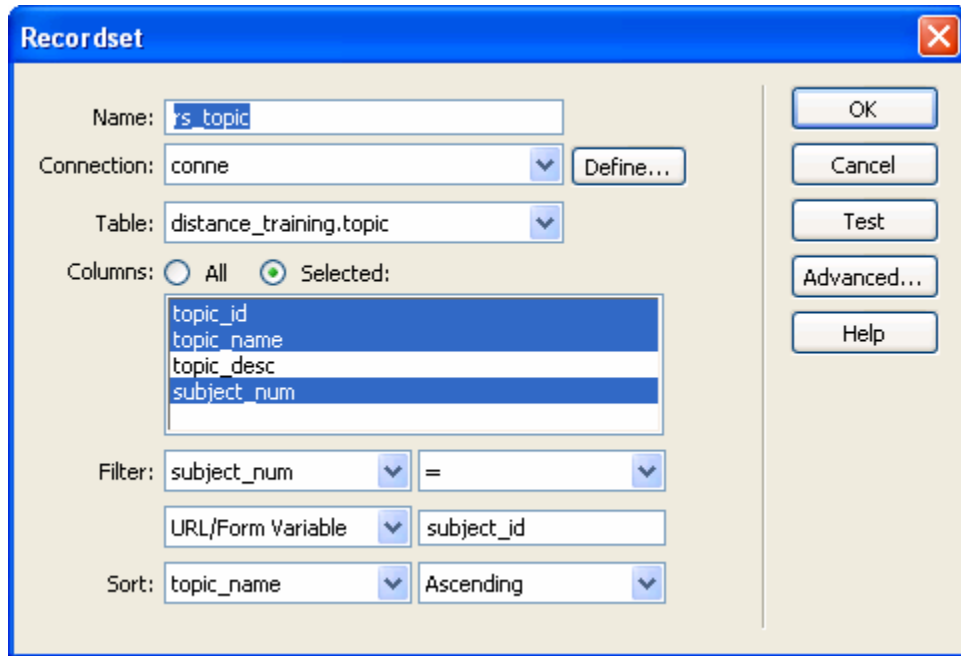 Recordset
Name: rs_topic
OK
Connection: conne Define...
Cancel
Table: distance_training.topic
Test
Columns: All Selected:
Advanced...
topic_id
topic_name
Help
topic_desc
subject_num
Filter: subject_num =
URL/Form Variable subject_id
Sort: topic_name Ascending